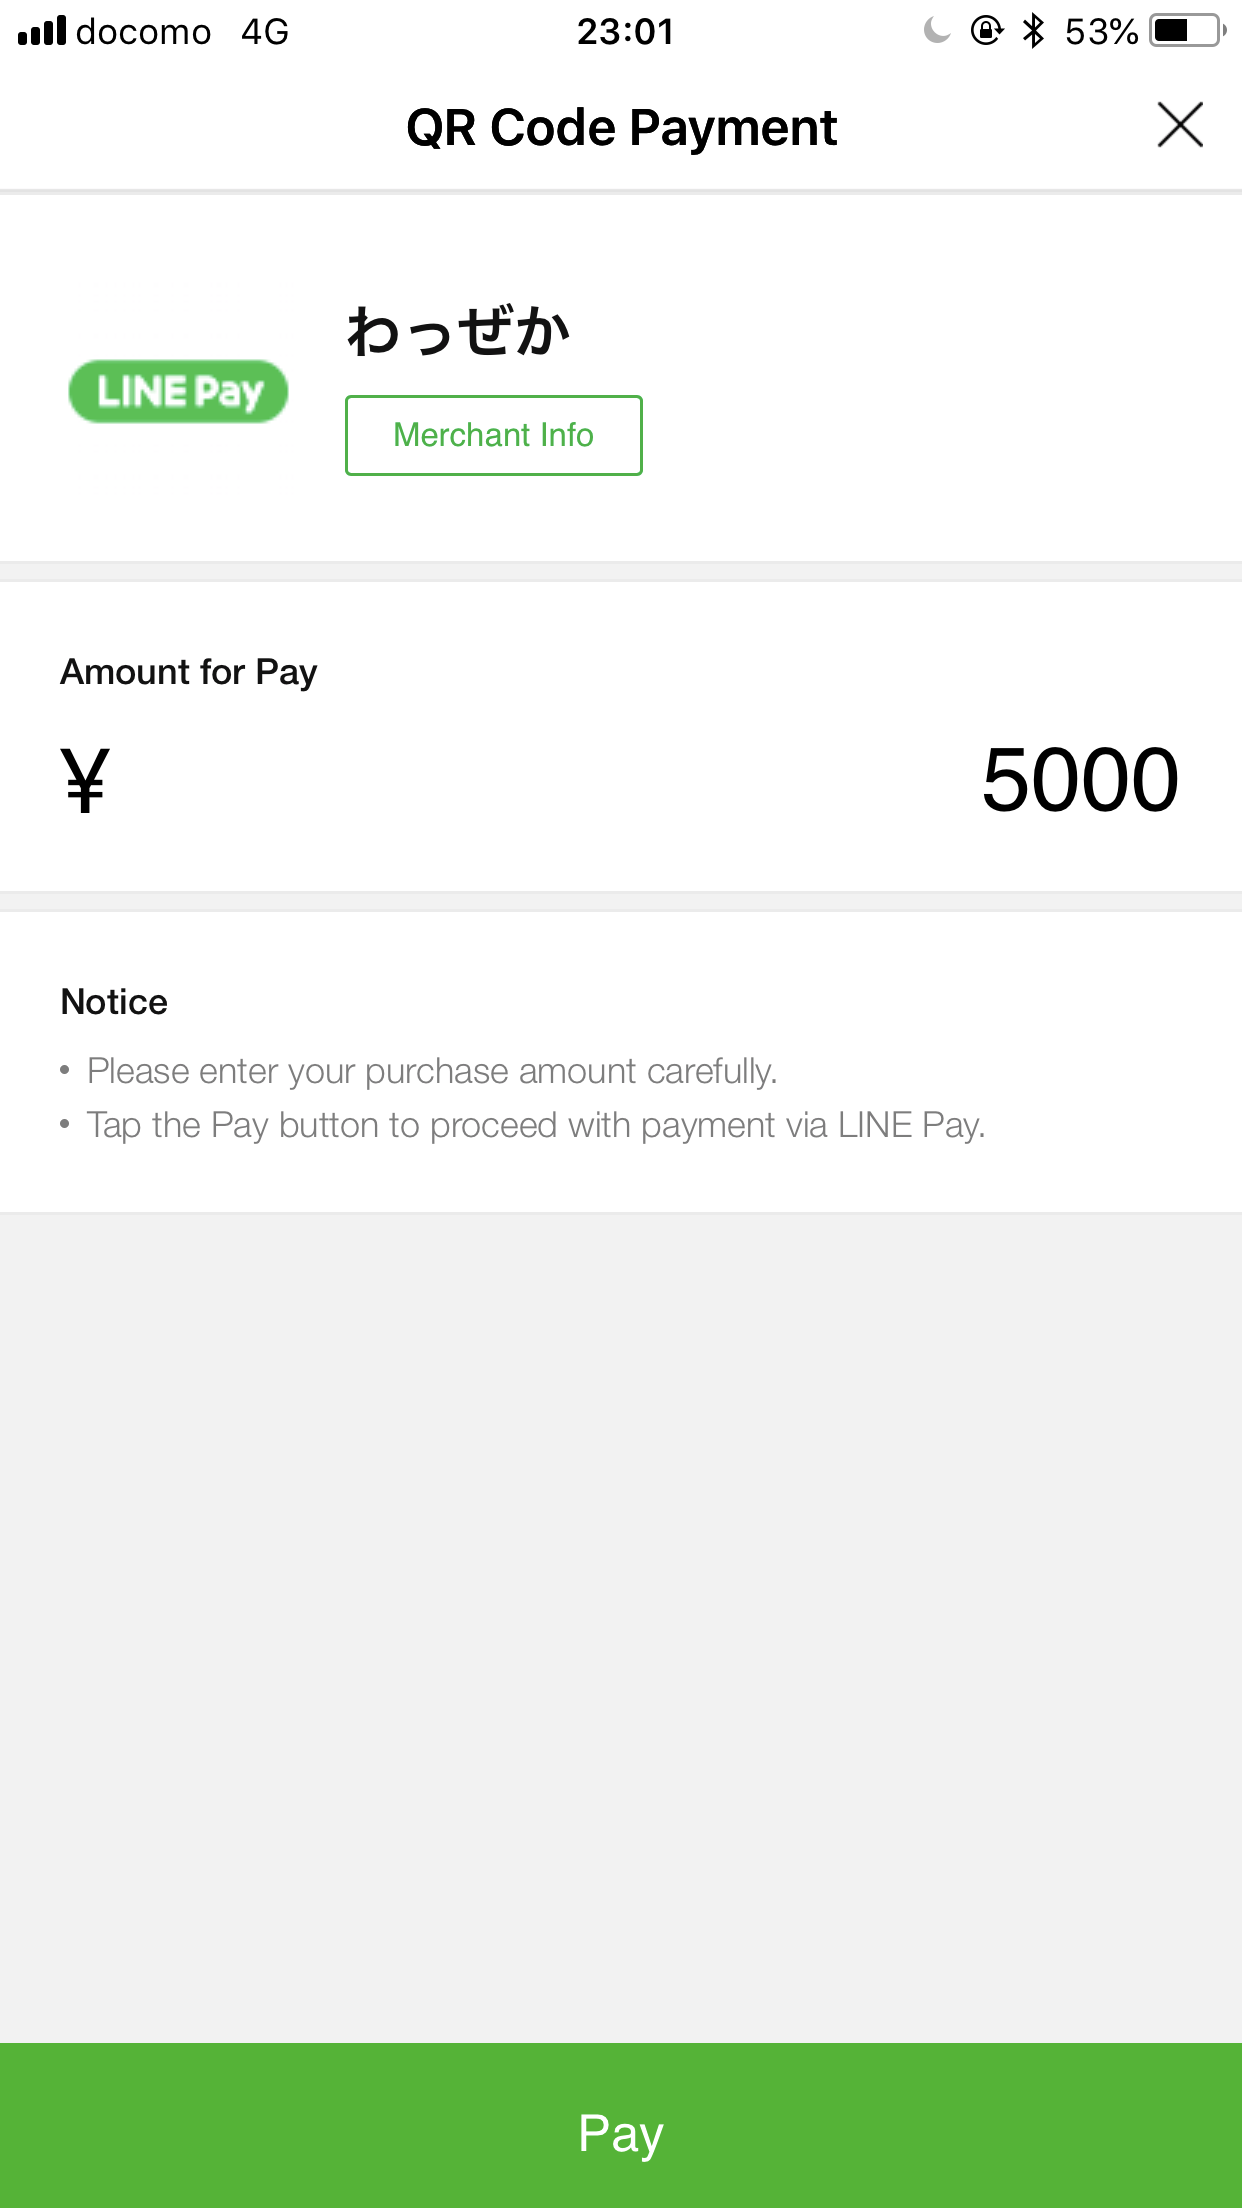 docomo 4G 23:01 53%
QR Code Payment
わっぜか
LINE Pay
Merchant Info
Amount for Pay
¥ 5000
Notice
• Please enter your purchase amount carefully.
• Tap the Pay button to proceed with payment via LINE Pay.
Pay